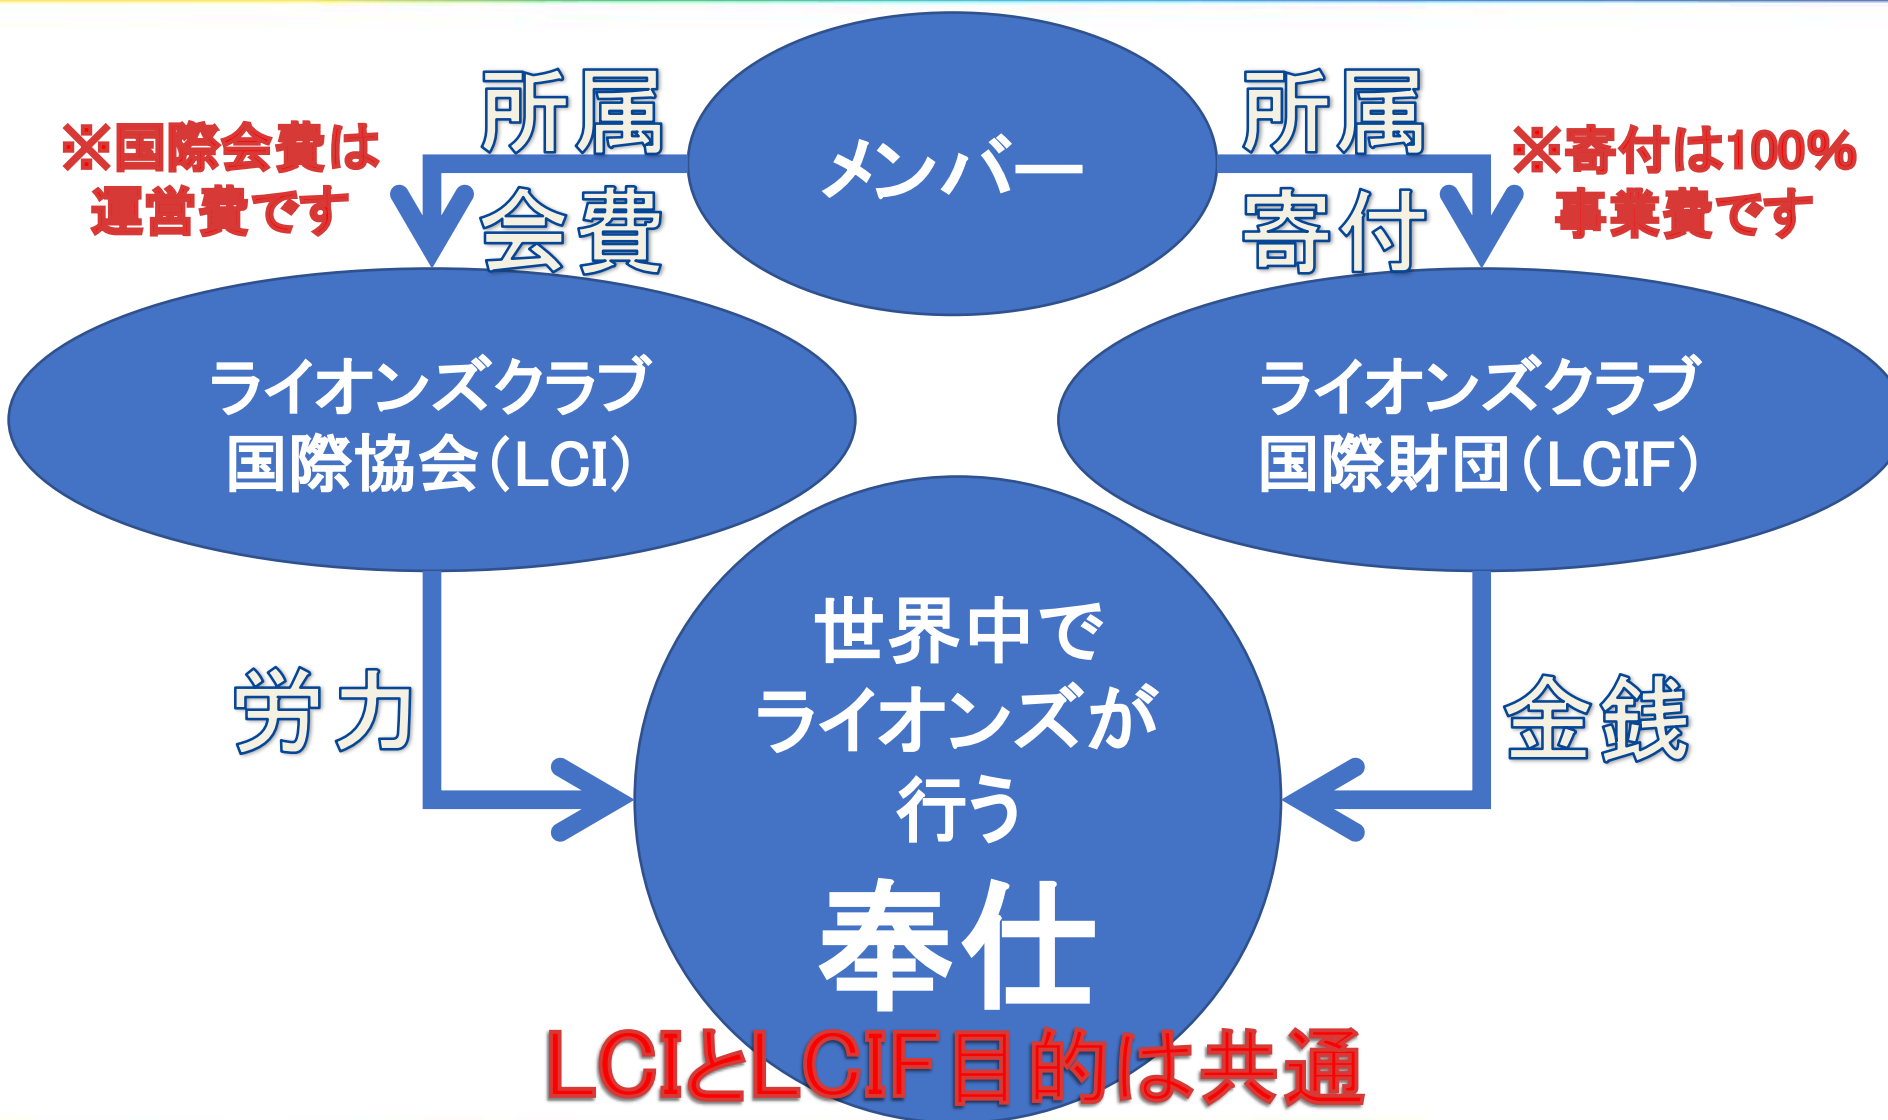 メンバー
所属
会費
所属
寄付
※国際会費は
運営費です
※寄付は100%
事業費です
ライオンズクラブ
国際協会(LCI)
ライオンズクラブ
国際財団(LCIF)
労力
金銭
世界中で
ライオンズが
行う
奉仕
LCIとLCIF目的は共通